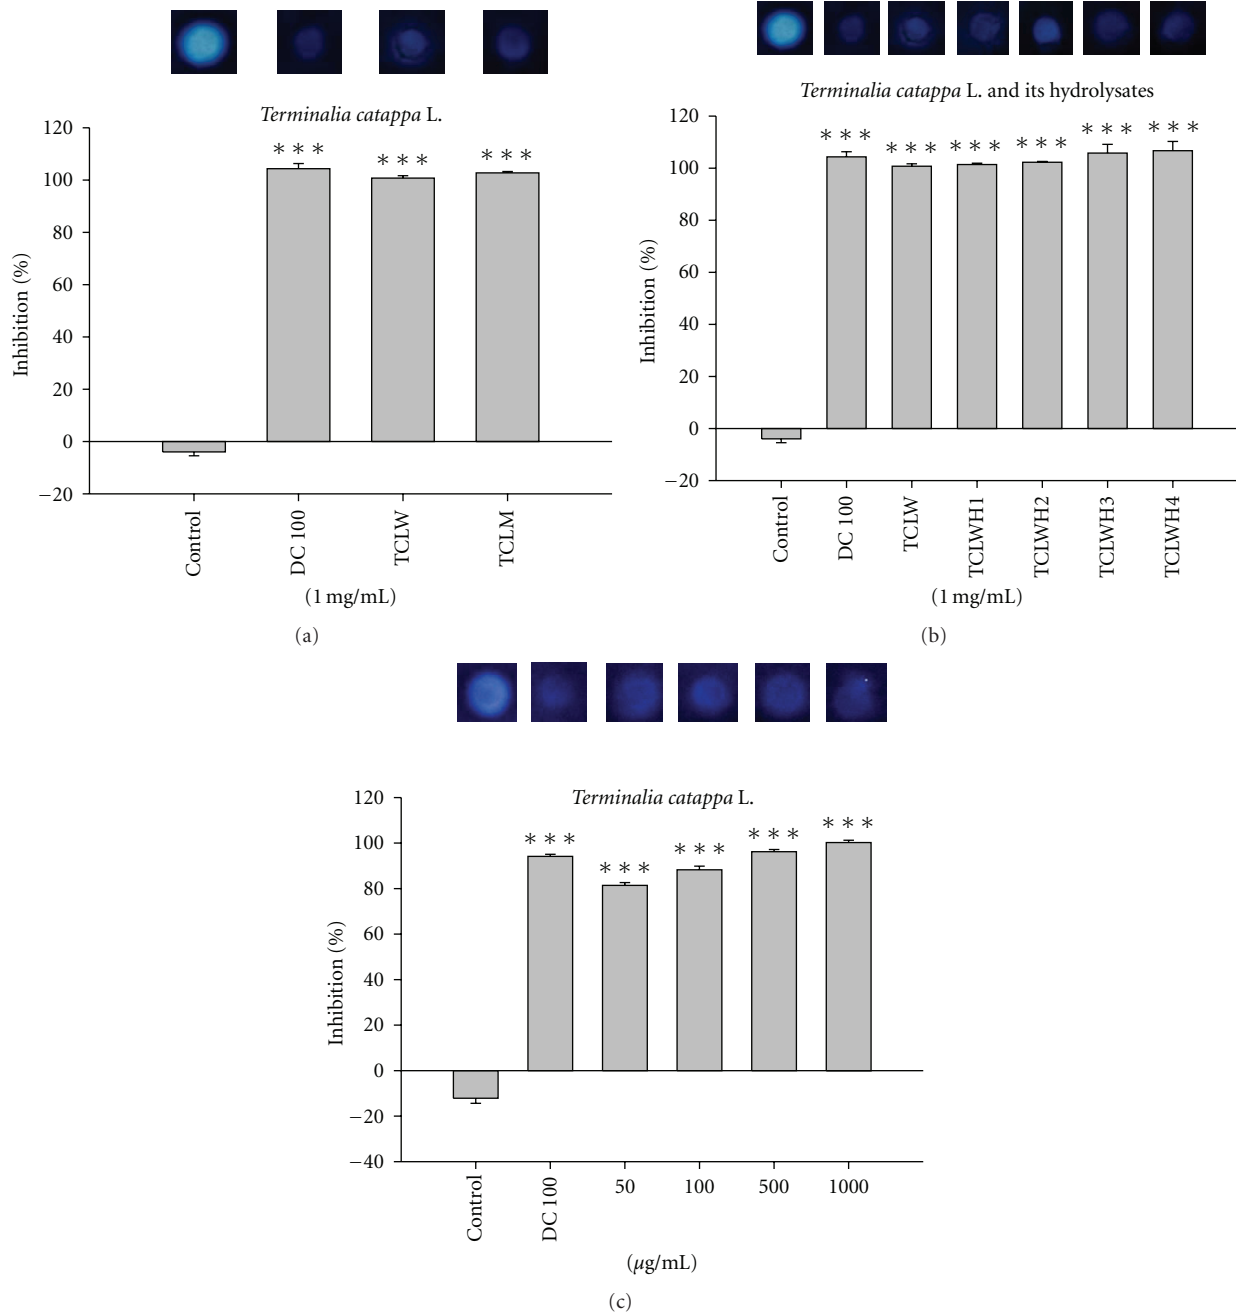 Terminalia catappa L.
120
100
80
60
40
20
0
−20
Inhibition (%)
∗∗∗
∗∗∗
∗∗∗
Control
DC 100
TCLW
TCLM
(1 mg/mL)
(a)
Terminalia catappa L. and its hydrolysates
120
100
80
60
40
20
0
−20
Inhibition (%)
∗∗∗
∗∗∗
∗∗∗
∗∗∗
∗∗∗
∗∗∗
Control
DC 100
TCLW
TCLWH1
TCLWH2
TCLWH3
TCLWH4
(1 mg/mL)
(b)
Terminalia catappa L.
120
100
80
60
40
20
0
−20
−40
Inhibition (%)
∗∗∗
∗∗∗
∗∗∗
∗∗∗
∗∗∗
Control
DC 100
50
100
500
1000
(µg/mL)
(c)